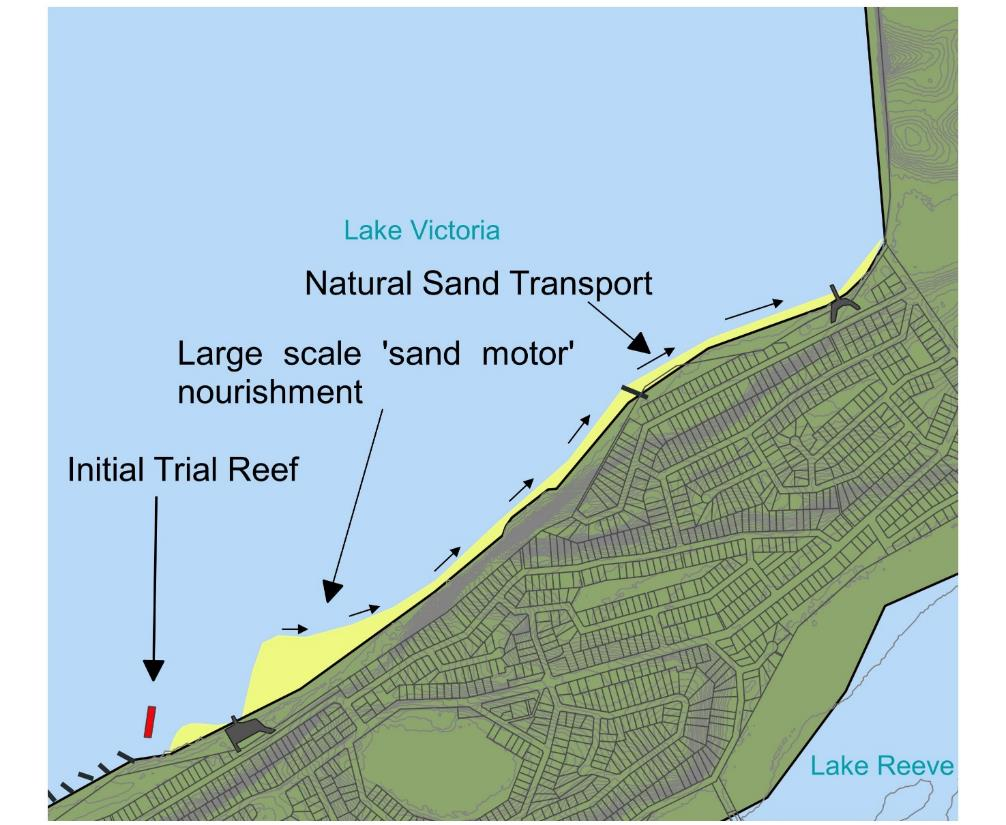 Lake Victoria
Natural Sand Transport
Large scale 'sand motor'
nourishment
Initial Trial Reef
Lake Reeve